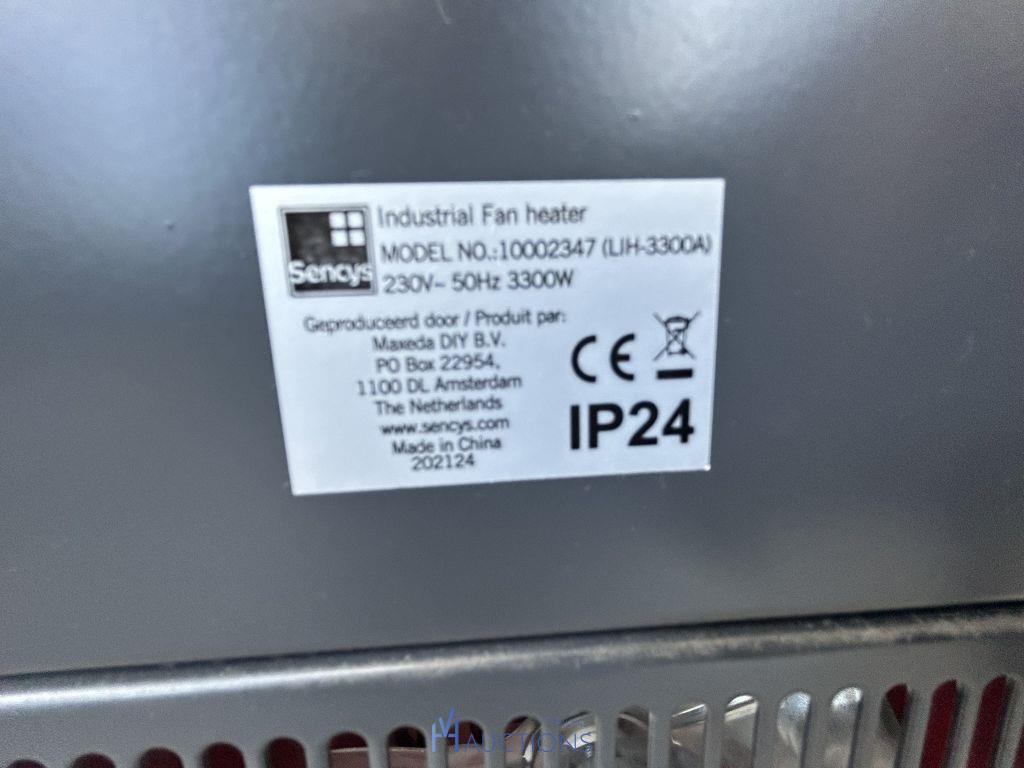 Sencys
Industrial Fan heater
MODEL NO.:10002347 (LIH-3300A)
230V~ 50Hz 3300W
Geproduceerd door / Produit par:
Maxeda DIY B.V.
PO Box 22954,
1100 DL Amsterdam
The Netherlands
www.sencys.com
Made in China
202124
CE
IP24
AUCTIONS